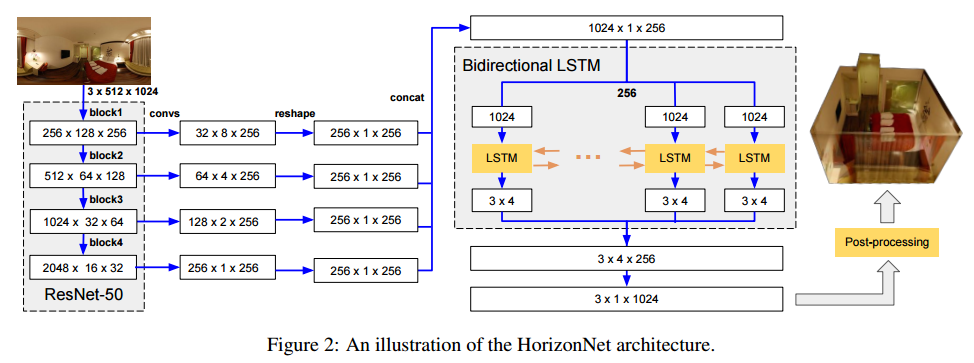 3 x 512 x 1024
block1
256 x 128 x 256
block2
512 x 64 x 128
block3
1024 x 32 x 64
block4
2048 x 16 x 32
ResNet-50
convs
32 x 8 x 256
64 x 4 x 256
128 x 2 x 256
256 x 1 x 256
reshape
256 x 1 x 256
256 x 1 x 256
256 x 1 x 256
256 x 1 x 256
concat
1024 x 1 x 256
Bidirectional LSTM
256
1024 1024 1024
LSTM ... LSTM LSTM
3 x 4 3 x 4 3 x 4
3 x 4 x 256
3 x 1 x 1024
Post-processing
Figure 2: An illustration of the HorizonNet architecture.